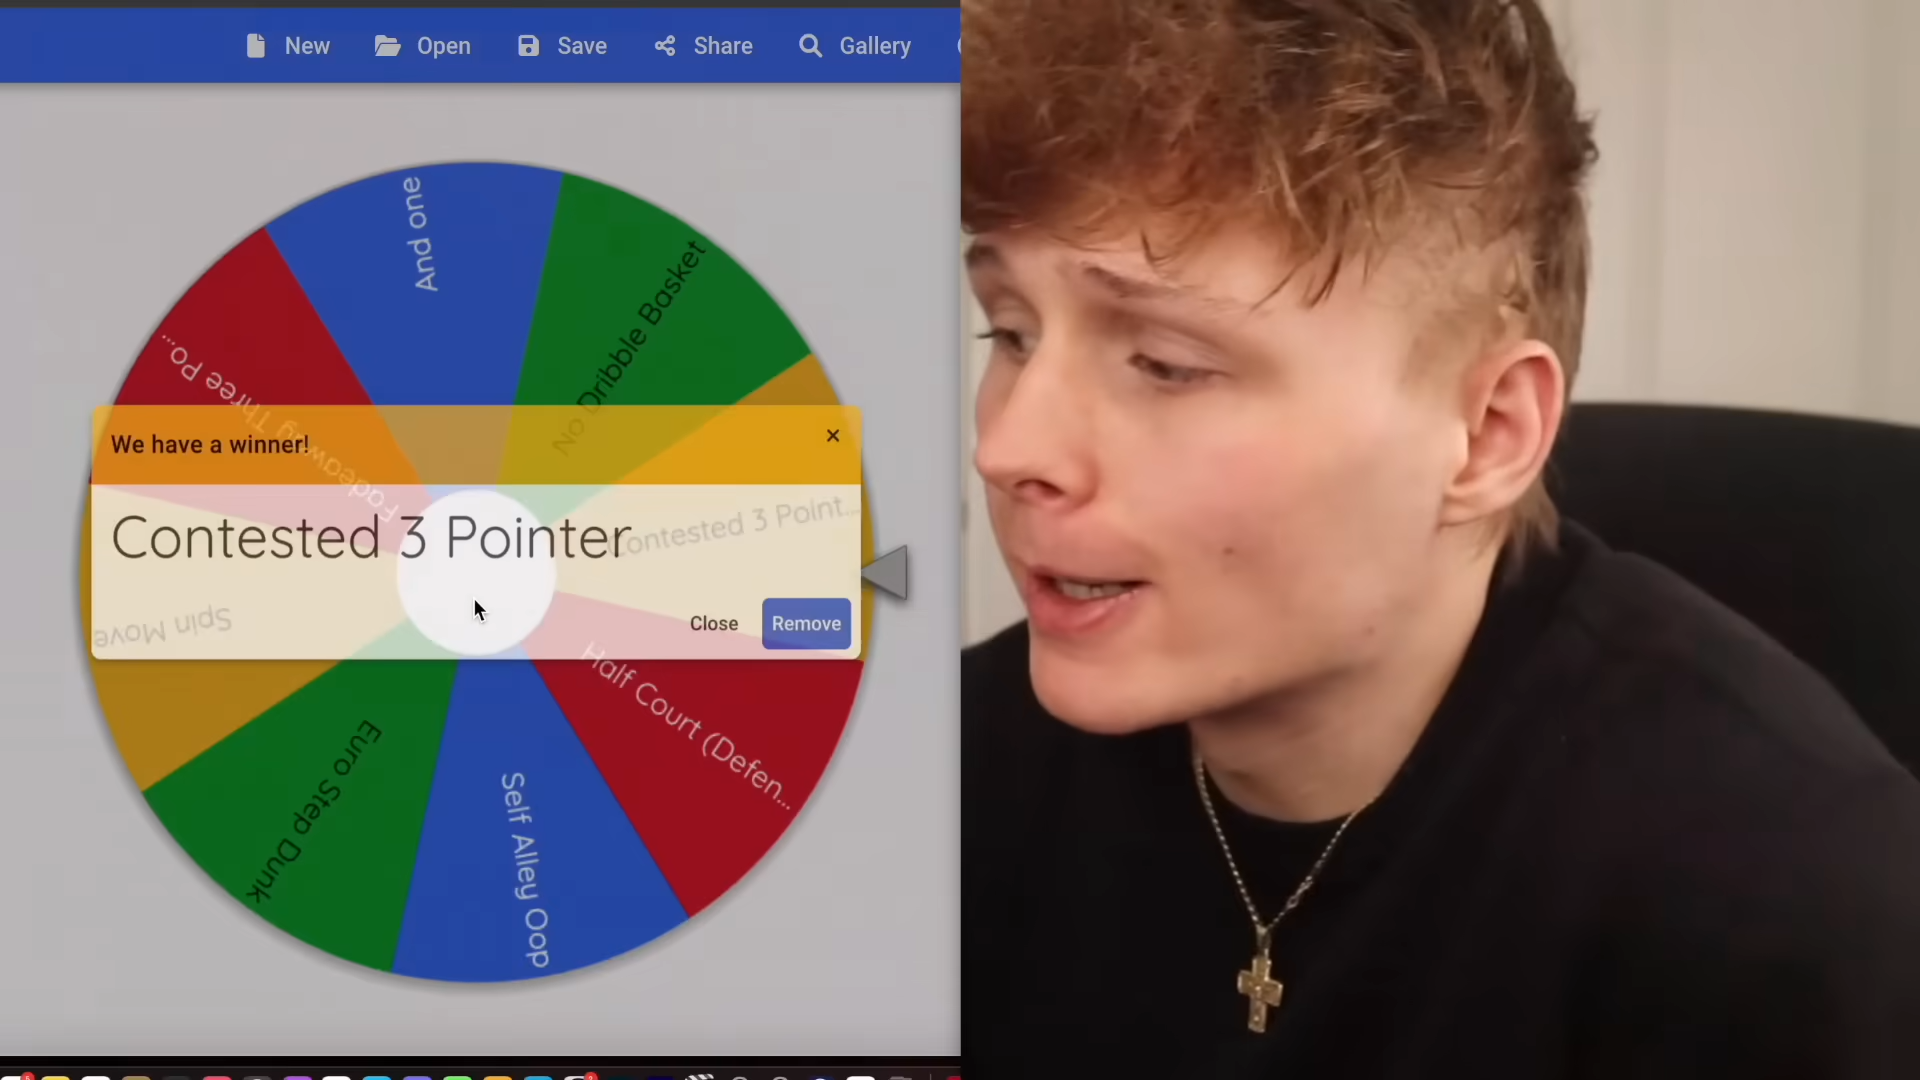 New
Open
Save
Share
Gallery
And one
No Dribble Basket
Fadeaway Three Po...
We have a winner!
×
Contested 3 Pointer
Contested 3 Point...
Spin Move
Close
Remove
Half Court (Defen...
Euro Step Dunk
Self Alley Oop